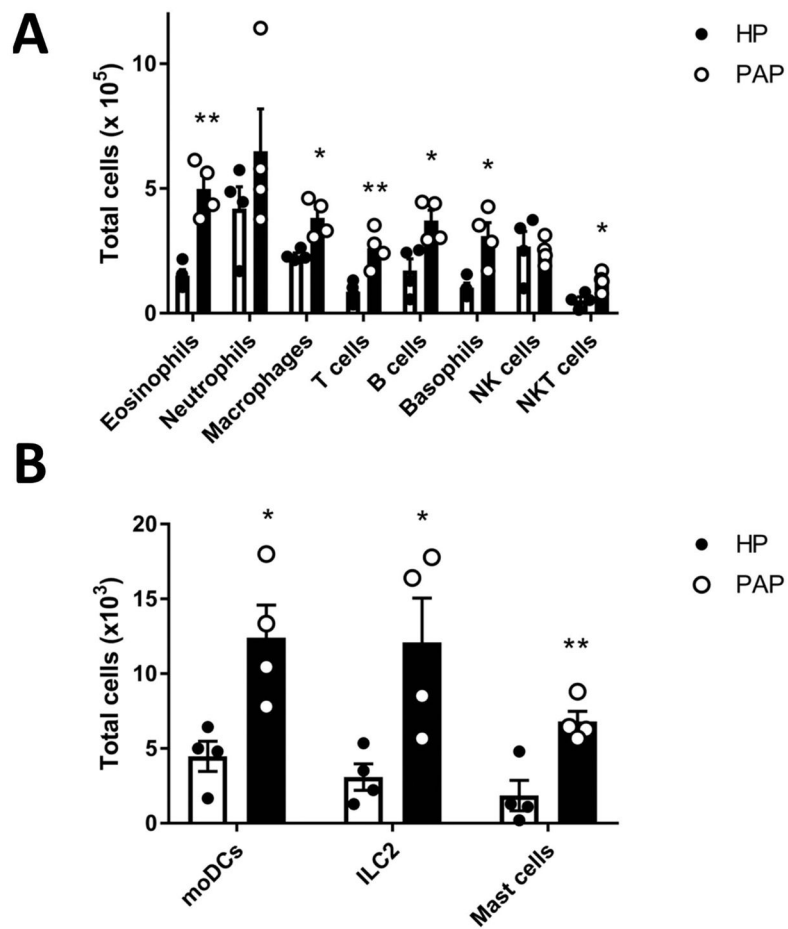 A
HP
PAP
Total cells (x 10⁵)
10
5
0
**
*
**
*
*
*
Eosinophils
Neutrophils
Macrophages
T cells
B cells
Basophils
NK cells
NKT cells
B
HP
PAP
Total cells (x10³)
20
15
10
5
0
*
*
**
moDCs
ILC2
Mast cells